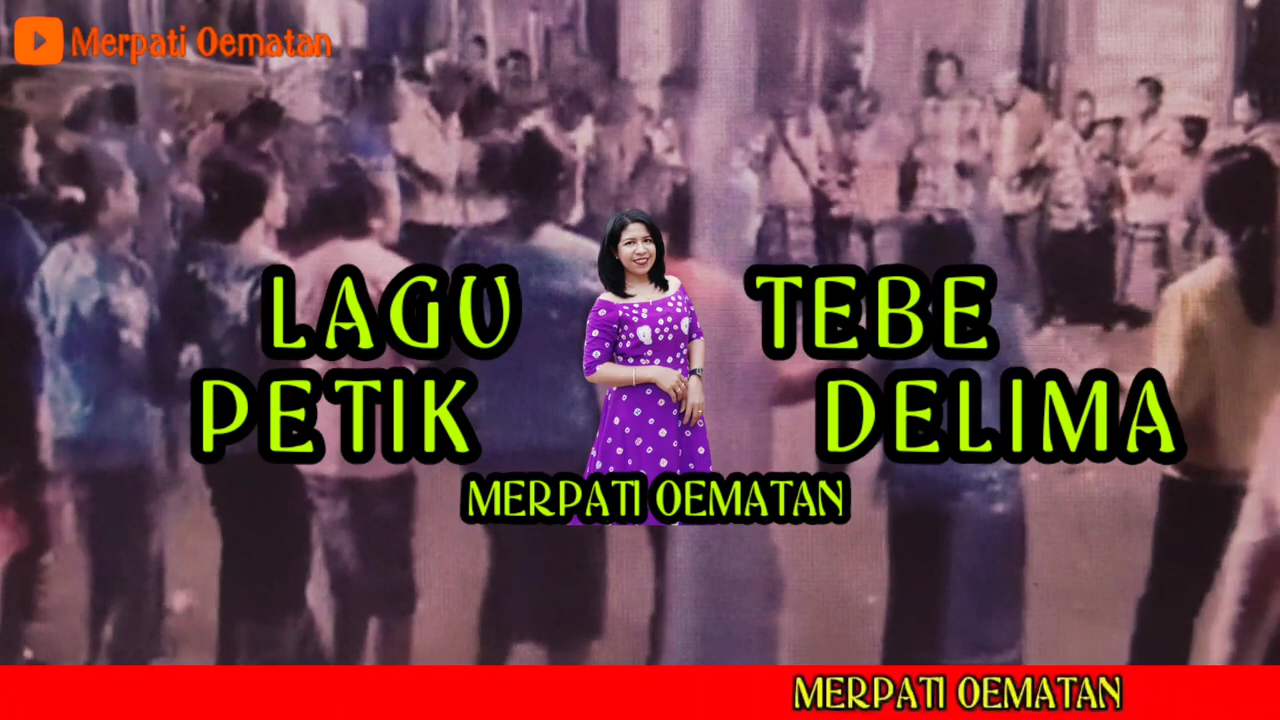 Merpati Oematan
LAGU TEBE
PETIK DELIMA
MERPATI OEMATAN
MERPATI OEMATAN